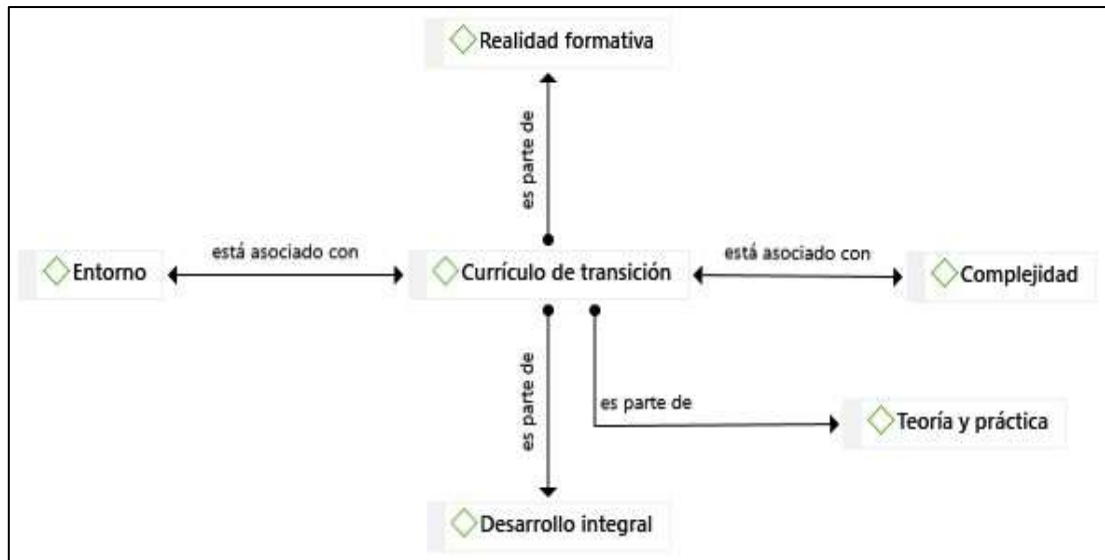 Realidad formativa
es parte de
está asociado con
está asociado con
Entorno
Currículo de transición
Complejidad
es parte de
es parte de
Teoría y práctica
Desarrollo integral